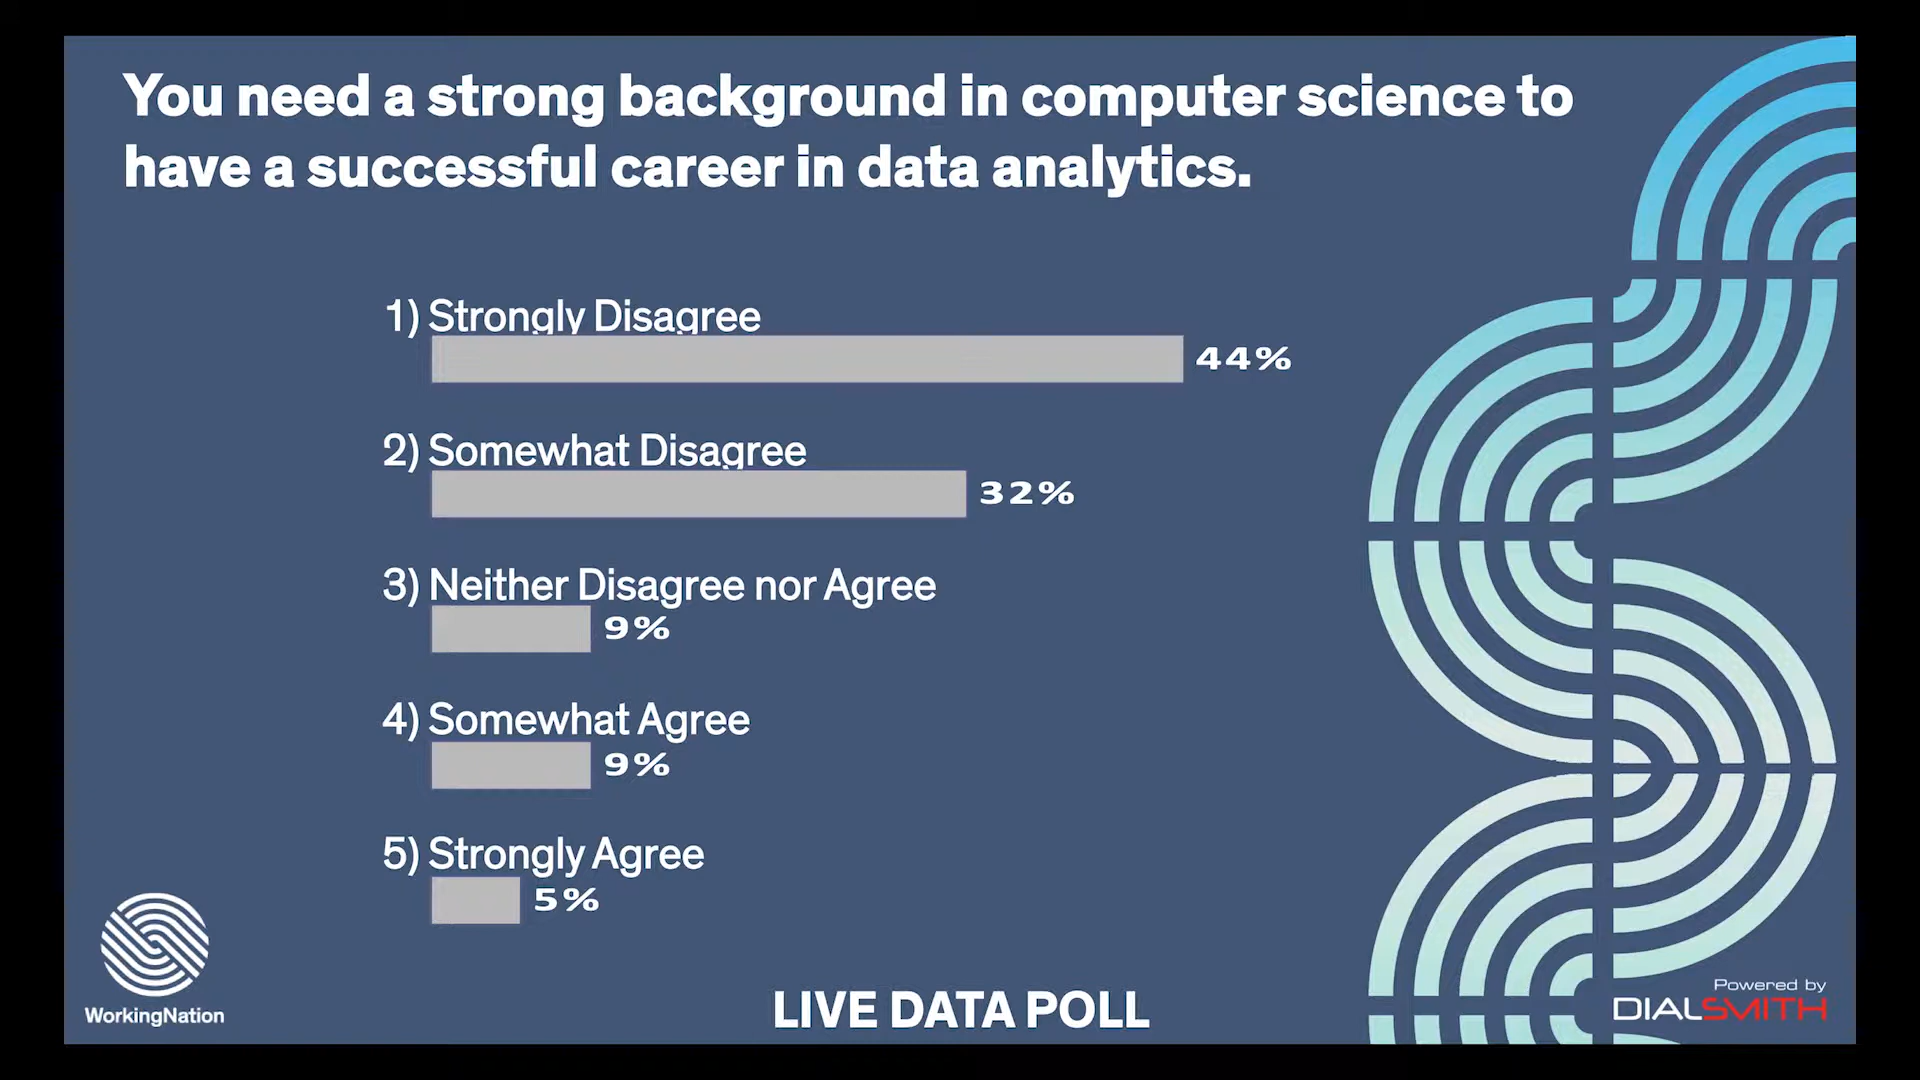 You need a strong background in computer science to
have a successful career in data analytics.
1) Strongly Disagree
44%
2) Somewhat Disagree
32%
3) Neither Disagree nor Agree
9%
4) Somewhat Agree
9%
5) Strongly Agree
5%
WorkingNation
LIVE DATA POLL
Powered by
DIALSMITH